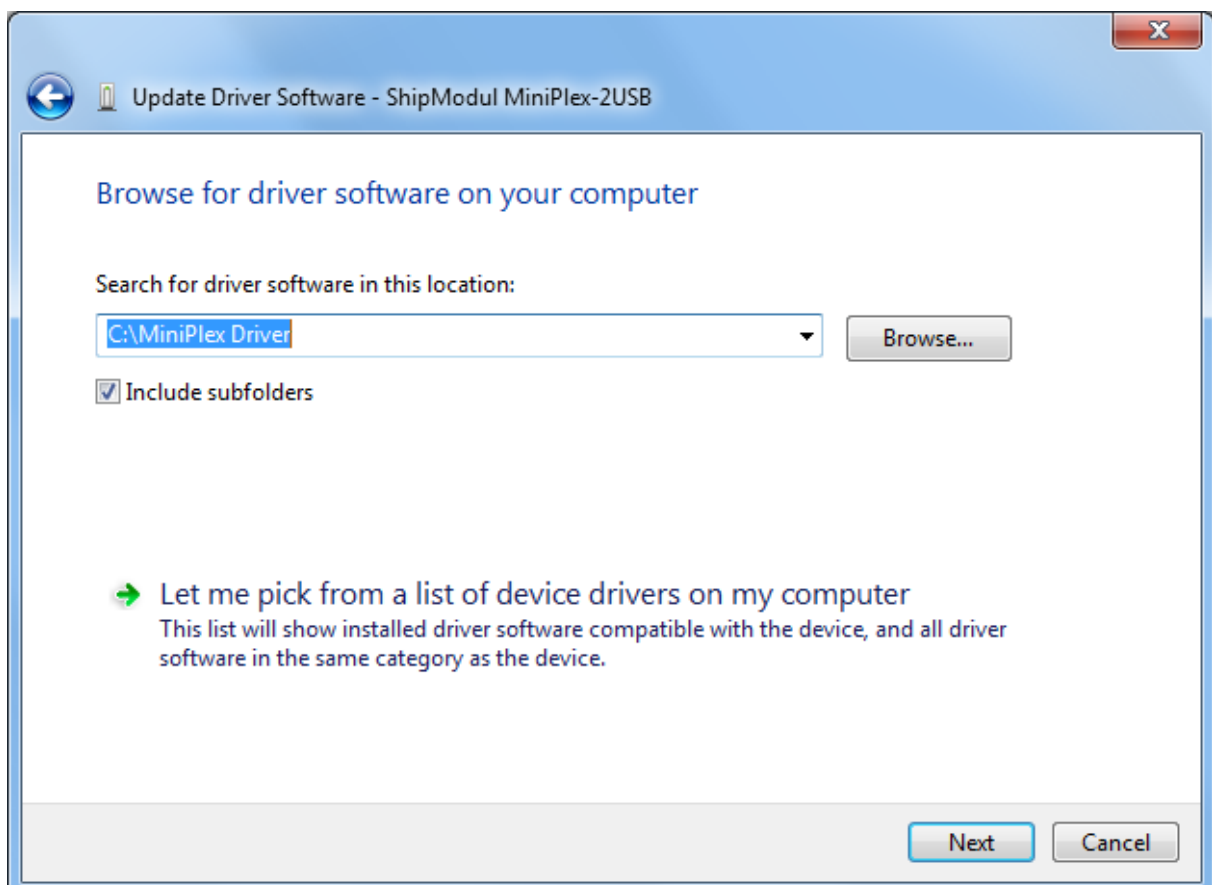 Update Driver Software - ShipModul MiniPlex-2USB
Browse for driver software on your computer
Search for driver software in this location:
C:\MiniPlex Driver
Browse...
Include subfolders
Let me pick from a list of device drivers on my computer
This list will show installed driver software compatible with the device, and all driver
software in the same category as the device.
Next
Cancel